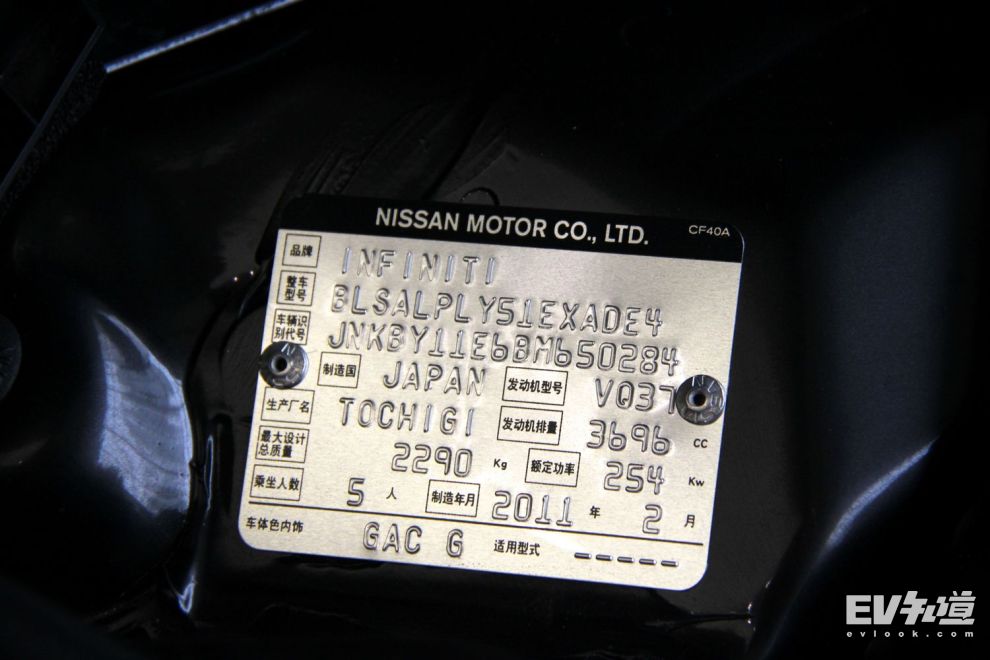 NISSAN MOTOR CO., LTD. CF40A
品牌 INFINITI
整车型号 BLSALPLY51EXADE4
车辆识别代号 JNKBY11E6BM650284
制造国 JAPAN 发动机型号 VQ37
生产厂名 TOCHIGI 发动机排量 3696 cc
最大设计总质量 2290 Kg 额定功率 254 Kw
乘坐人数 5 人 制造年月 2011 年 2 月
车体色内饰 GAC G 适用型式 -----
EV知道
evlook.com